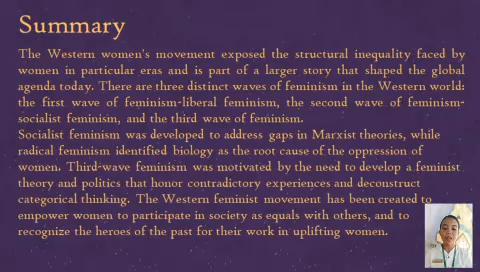 Summary
The Western women's movement exposed the structural inequality faced by
women in particular eras and is part of a larger story that shaped the global
agenda today. There are three distinct waves of feminism in the Western world:
the first wave of feminism-liberal feminism, the second wave of feminism-
socialist feminism, and the third wave of feminism.
Socialist feminism was developed to address gaps in Marxist theories, while
radical feminism identified biology as the root cause of the oppression of
women. Third-wave feminism was motivated by the need to develop a feminist
theory and politics that honor contradictory experiences and deconstruct
categorical thinking. The Western feminist movement has been created to
empower women to participate in society as equals with others, and to
recognize the heroes of the past for their work in uplifting women.